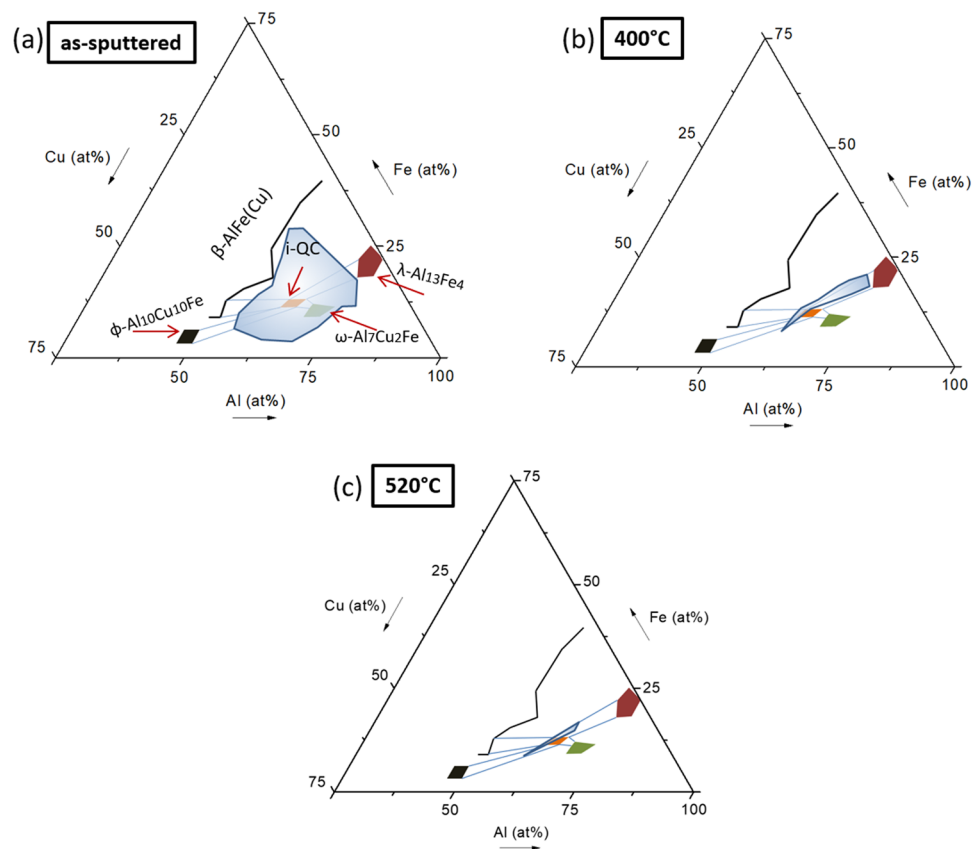 (a) as-sputtered
75
25
50
Cu (at%)
Fe (at%)
β-AlFe(Cu)
50
i-QC
25
λ-Al13Fe4
ϕ-Al10Cu10Fe
ω-Al7Cu2Fe
75
50
75
100
Al (at%)
(b) 400°C
75
25
50
Cu (at%)
Fe (at%)
50
25
75
50
75
100
Al (at%)
(c) 520°C
75
25
50
Cu (at%)
Fe (at%)
50
25
75
50
75
100
Al (at%)